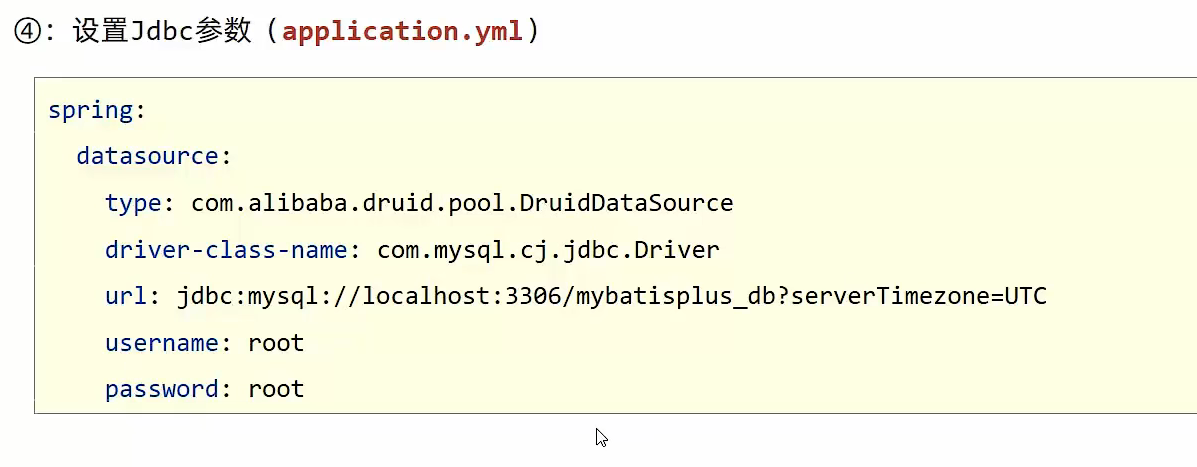 ④：设置Jdbc参数（application.yml）
spring:
  datasource:
    type: com.alibaba.druid.pool.DruidDataSource
    driver-class-name: com.mysql.cj.jdbc.Driver
    url: jdbc:mysql://localhost:3306/mybatisplus_db?serverTimezone=UTC
    username: root
    password: root